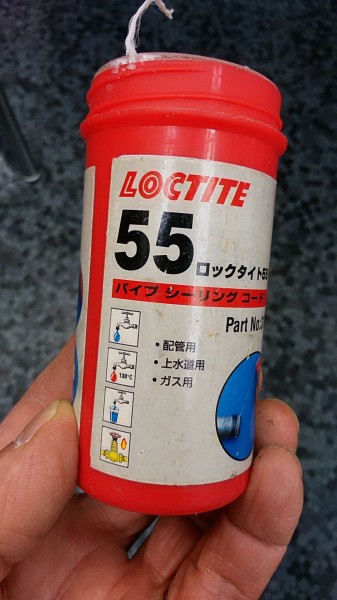 LOCTITE
55 ロックタイト55
パイプ シーリング コード
Part No:
・配管用
・上水道用
・ガス用
130°C